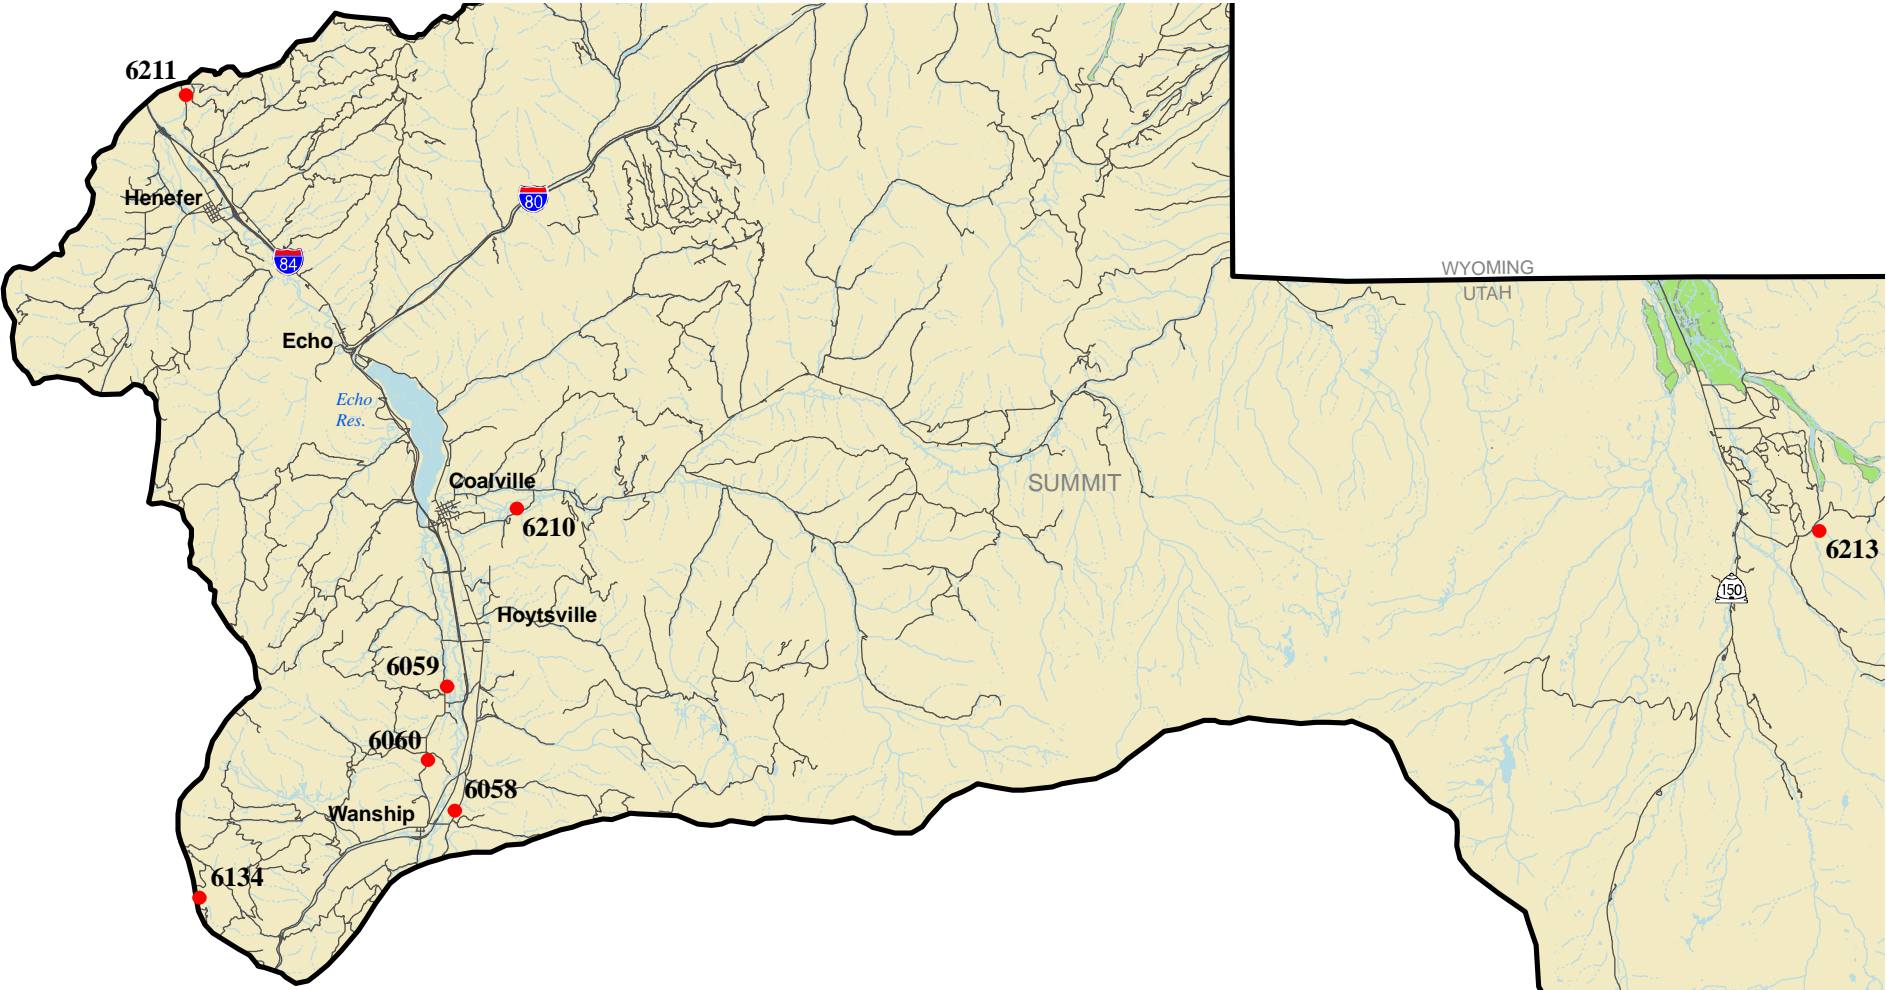 6211
Henefer
80
84
WYOMING
UTAH
Echo
Echo
Res.
Coalville
SUMMIT
6210
6213
150
Hoytsville
6059
6060
6058
Wanship
6134